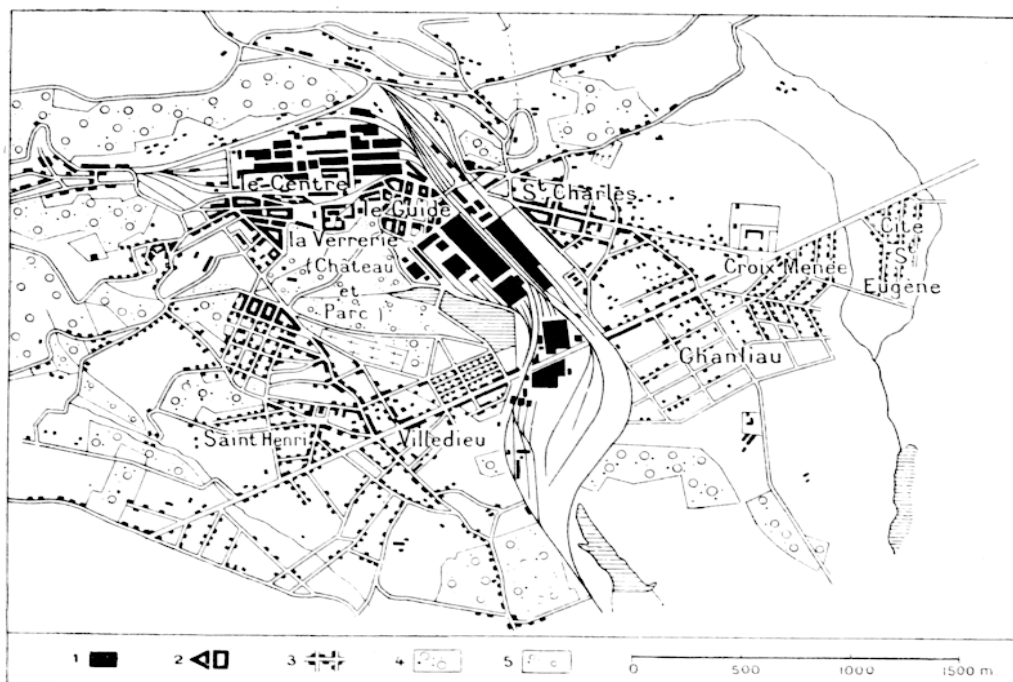 le Centre
St Charles
le Guide
la Verrerie
(Château
et
Parc)
Croix Menée
Cité
St
Eugène
Chanliau
Saint Henri
Villedieu
1 2 3 4 5 0 500 1000 1500 m.